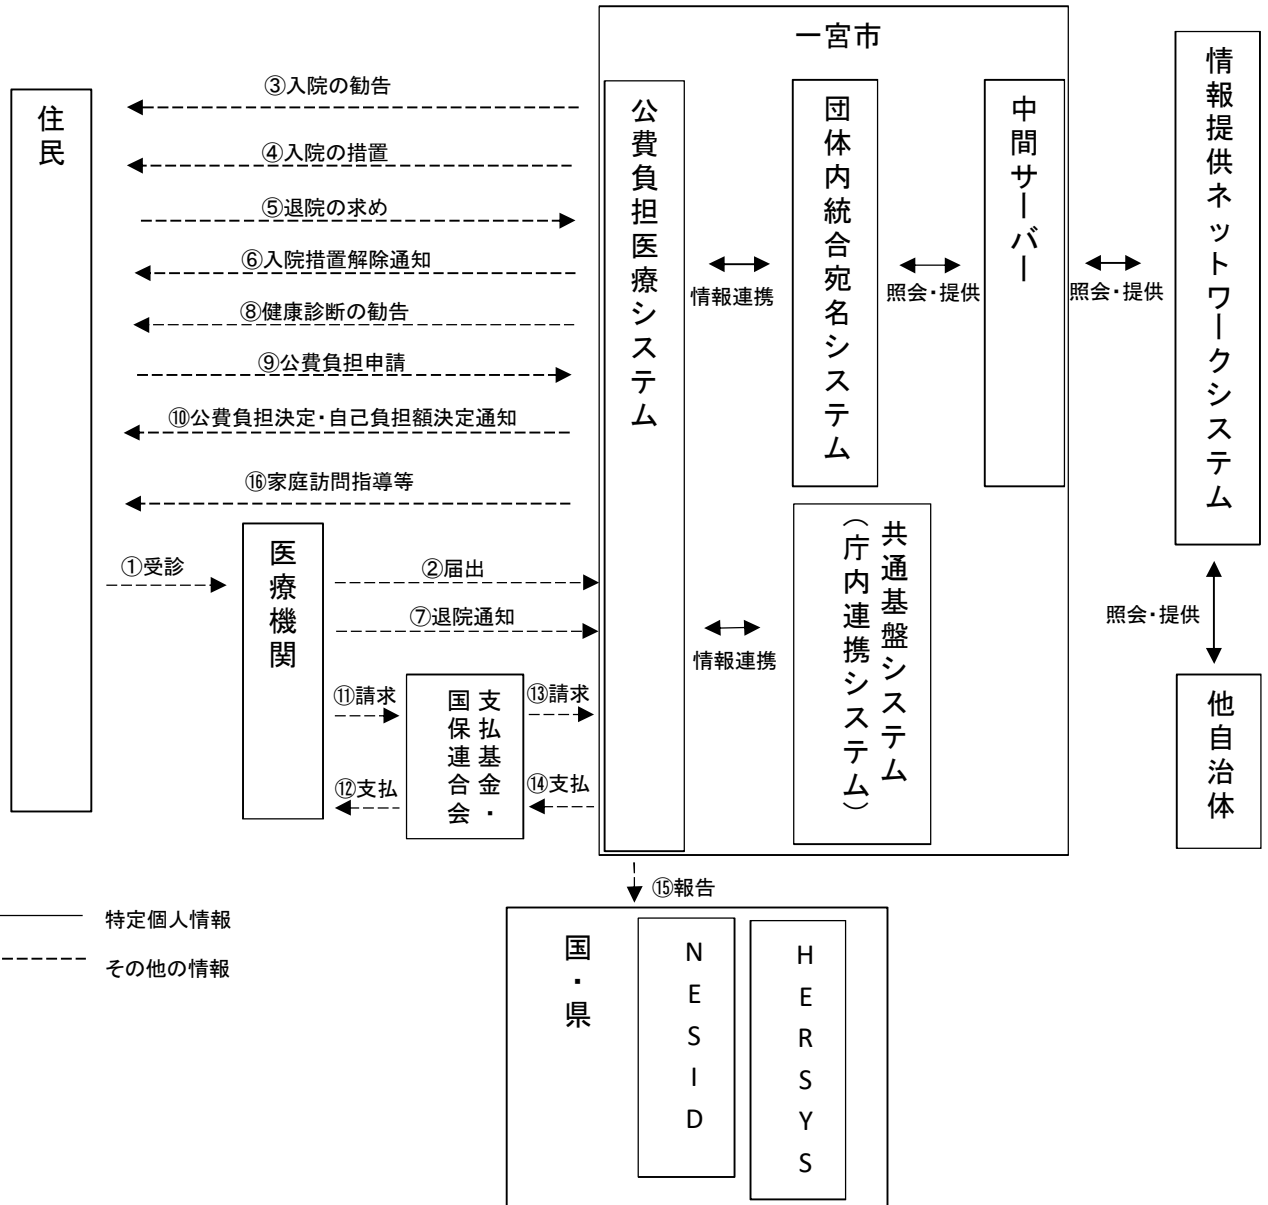 一宮市
住民
③入院の勧告
④入院の措置
⑤退院の求め
⑥入院措置解除通知
⑧健康診断の勧告
⑨公費負担申請
⑩公費負担決定・自己負担額決定通知
⑯家庭訪問指導等
①受診
医療機関
②届出
⑦退院通知
⑪請求
⑫支払
支払基金・
国保連合会
⑬請求
⑭支払
公費負担医療システム
情報連携
団体内統合宛名システム
照会・提供
中間サーバー
照会・提供
情報提供ネットワークシステム
情報連携
共通基盤システム
（庁内連携システム）
照会・提供
他自治体
⑮報告
国・県
NESID
HERSYS
特定個人情報
その他の情報